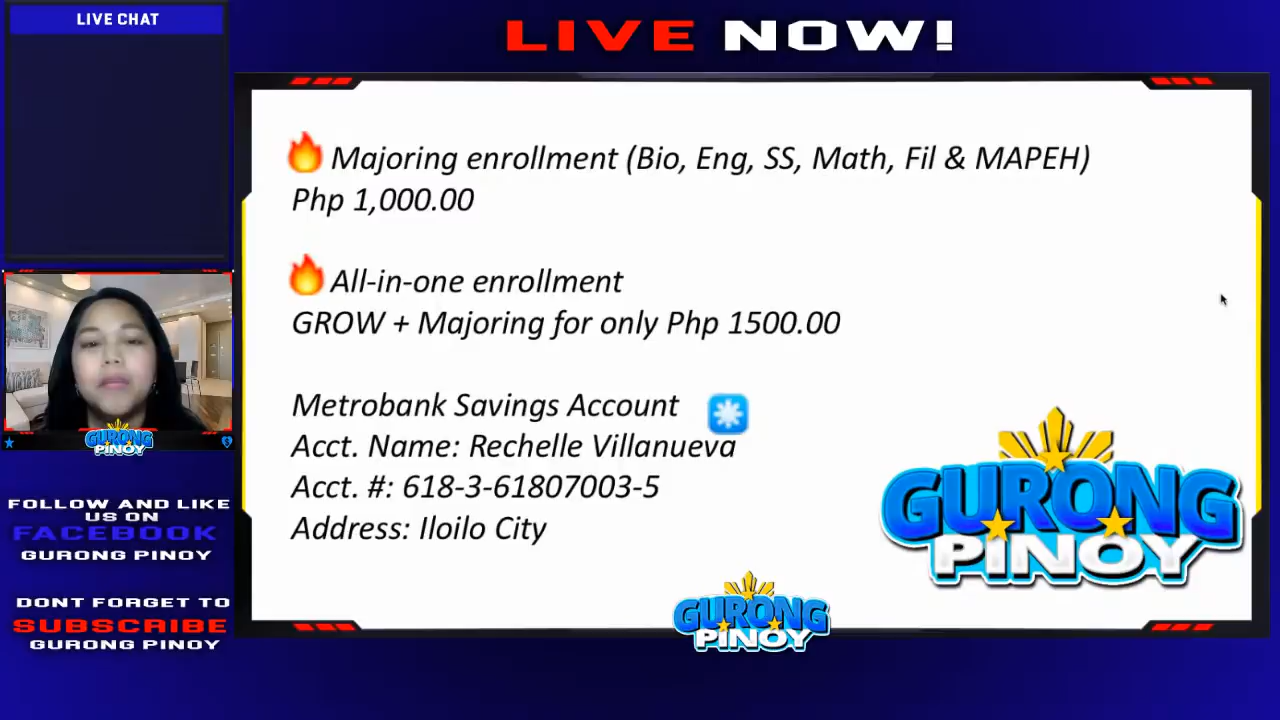 LIVE CHAT
LIVE NOW!
Majoring enrollment (Bio, Eng, SS, Math, Fil & MAPEH)
Php 1,000.00
All-in-one enrollment
GROW + Majoring for only Php 1500.00
Metrobank Savings Account
Acct. Name: Rechelle Villanueva
Acct. #: 618-3-61807003-5
Address: Iloilo City
GURONG
PINOY
GURONG
PINOY
GURONG
PINOY
FOLLOW AND LIKE
US ON
FACEBOOK
GURONG PINOY
DONT FORGET TO
SUBSCRIBE
GURONG PINOY